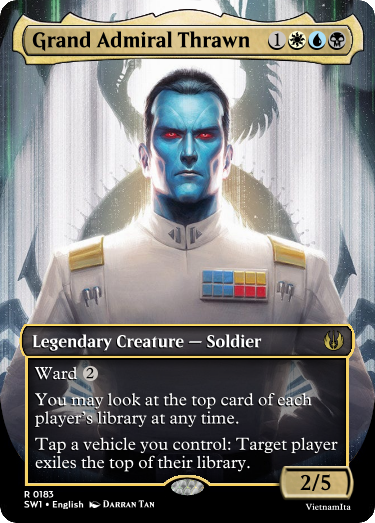 Grand Admiral Thrawn 1
Legendary Creature — Soldier
Ward 2
You may look at the top card of each
player's library at any time.
Tap a vehicle you control: Target player
exiles the top of their library.
2/5
R 0183
SW1 • English DARRAN TAN
VietnamIta